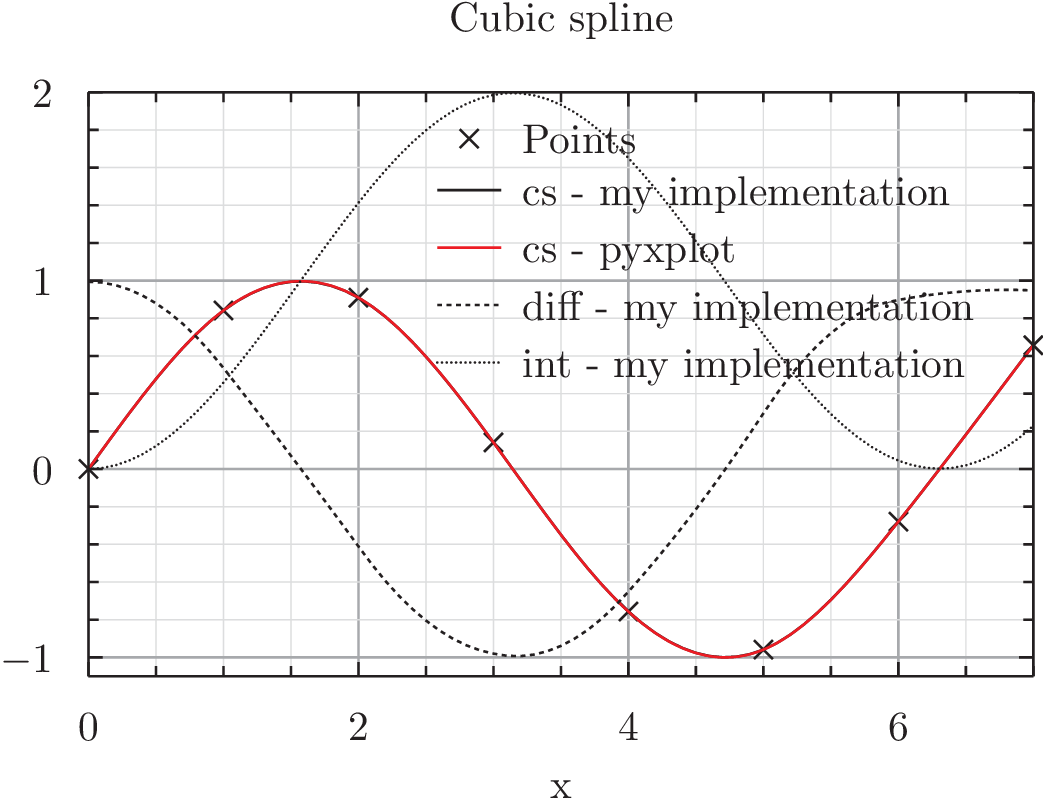 Cubic spline
2
Points
cs - my implementation
cs - pyxplot
1
diff - my implementation
int - my implementation
0
−1
0 2 4 6
x